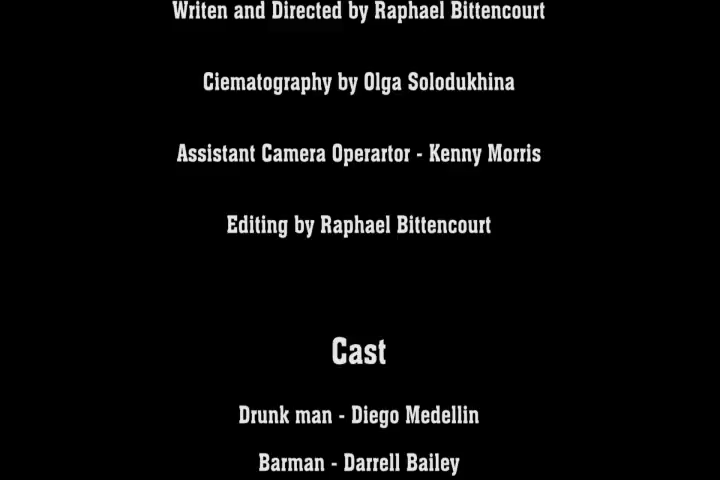 Writen and Directed by Raphael Bittencourt
Ciematography by Olga Solodukhina
Assistant Camera Operartor - Kenny Morris
Editing by Raphael Bittencourt
Cast
Drunk man - Diego Medellin
Barman - Darrell Bailey